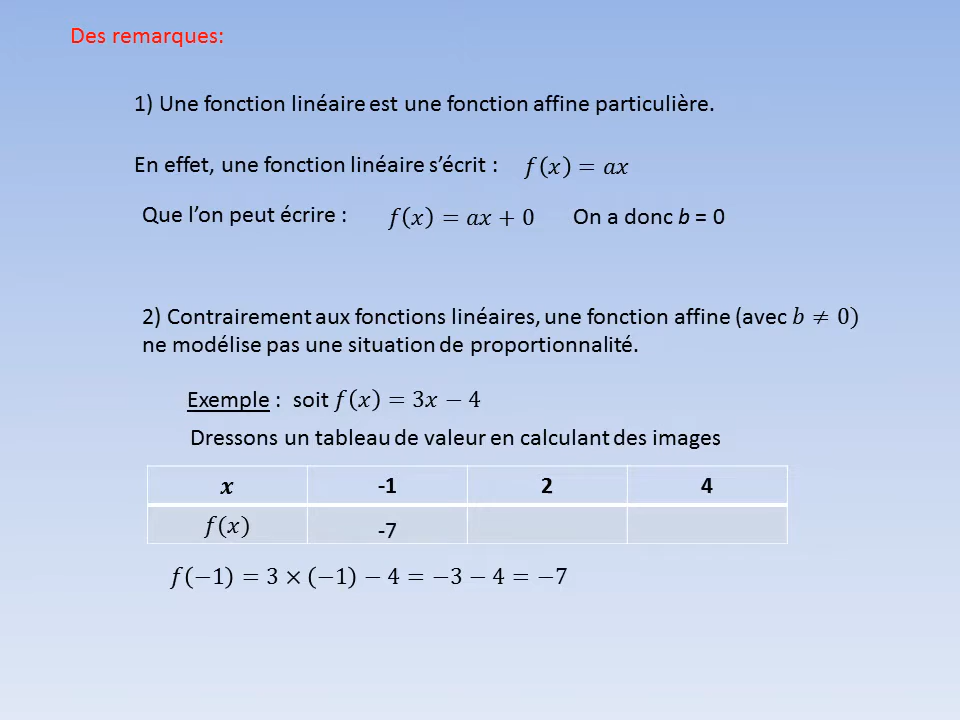 Des remarques:
1) Une fonction linéaire est une fonction affine particulière.
En effet, une fonction linéaire s’écrit : f(x) = ax
Que l’on peut écrire : f(x) = ax + 0 On a donc b = 0
2) Contrairement aux fonctions linéaires, une fonction affine (avec b ≠ 0)
ne modélise pas une situation de proportionnalité.
Exemple : soit f(x) = 3x − 4
Dressons un tableau de valeur en calculant des images
x -1 2 4
f(x) -7
f(−1) = 3 × (−1) − 4 = −3 − 4 = −7